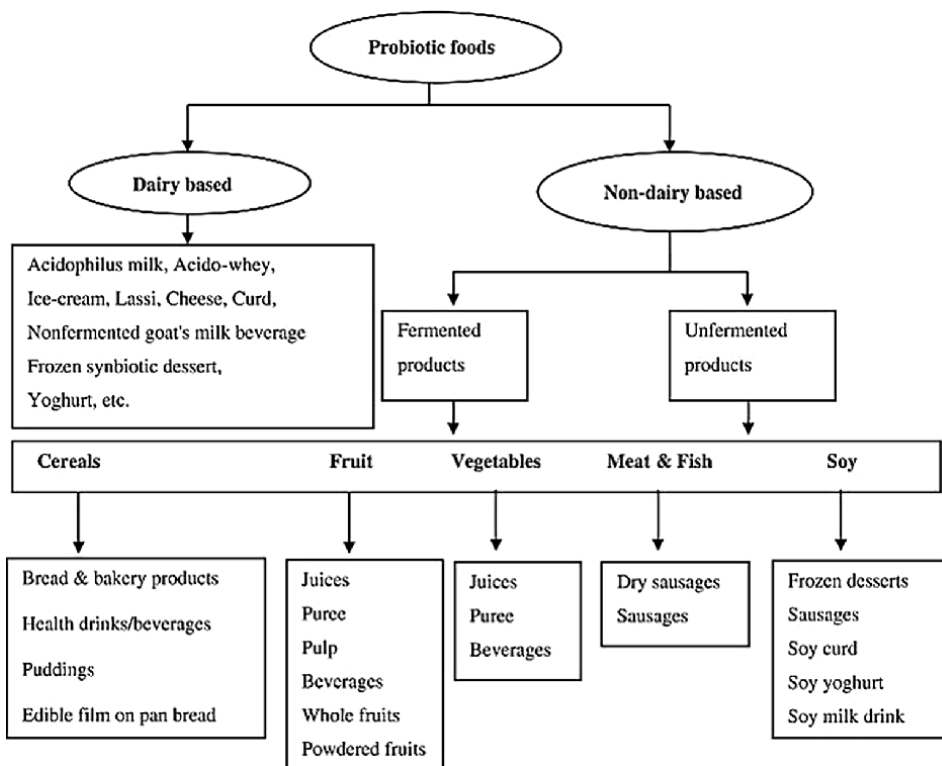 Probiotic foods
Dairy based
Non-dairy based
Acidophilus milk, Acido-whey,
Ice-cream, Lassi, Cheese, Curd,
Nonfermented goat's milk beverage
Frozen synbiotic dessert,
Yoghurt, etc.
Fermented
products
Unfermented
products
Cereals Fruit Vegetables Meat & Fish Soy
Bread & bakery products
Health drinks/beverages
Puddings
Edible film on pan bread
Juices
Puree
Pulp
Beverages
Whole fruits
Powdered fruits
Juices
Puree
Beverages
Dry sausages
Sausages
Frozen desserts
Sausages
Soy curd
Soy yoghurt
Soy milk drink